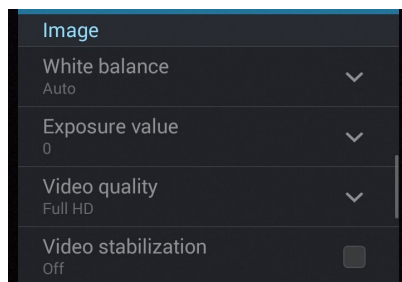 Image
White balance
Auto
Exposure value
0
Video quality
Full HD
Video stabilization
Off